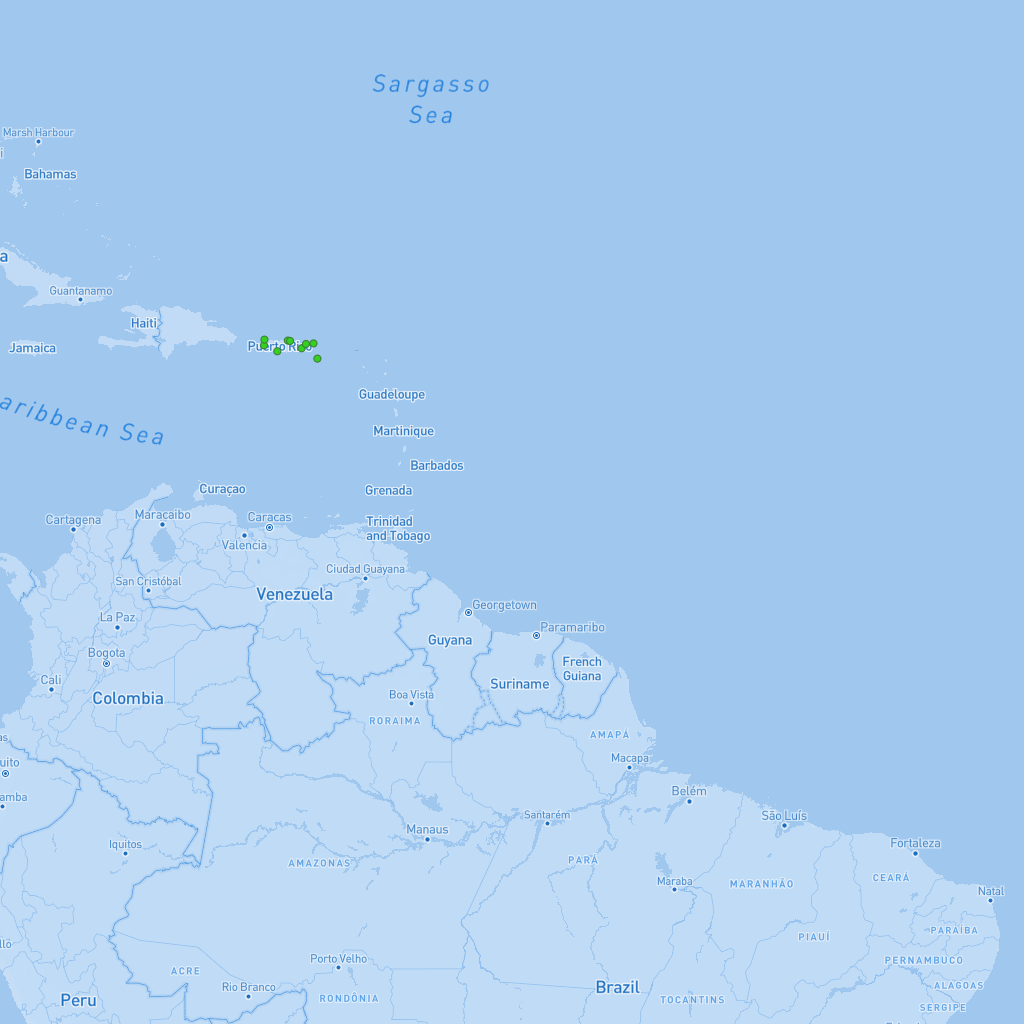 Sargasso
Sea
Marsh Harbour
i
Bahamas
a
Guantanamo
Haiti
Jamaica
Puerto Rico
Guadeloupe
aribbean Sea
Martinique
Barbados
Curaçao
Grenada
Cartagena
Maracaibo
Caracas
Trinidad
and Tobago
Valencia
Ciudad Guayana
San Cristóbal
Venezuela
Georgetown
La Paz
Paramaribo
Guyana
Bogota
French
Guiana
Cali
Suriname
Colombia
Boa Vista
RORAIMA
AMAPÁ
as
Macapa
uito
Belém
amba
Santarém
São Luís
Manaus
Fortaleza
Iquitos
AMAZONAS
PARÁ
Maraba
MARANHÃO
CEARÁ
Natal
PARAÍBA
PIAUÍ
lló
Porto Velho
PERNAMBUCO
ACRE
Rio Branco
Brazil
ALAGOAS
Peru
RONDÔNIA
TOCANTINS
SERGIPE